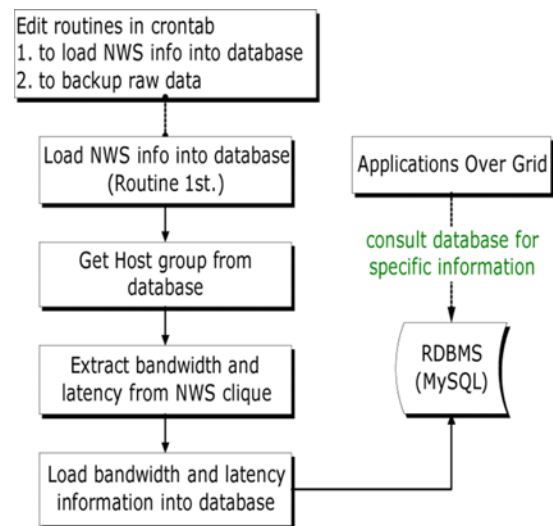 Edit routines in crontab
1. to load NWS info into database
2. to backup raw data
Load NWS info into database
(Routine 1st.)
Applications Over Grid
Get Host group from
database
consult database for
specific information
Extract bandwidth and
latency from NWS clique
RDBMS
(MySQL)
Load bandwidth and latency
information into database